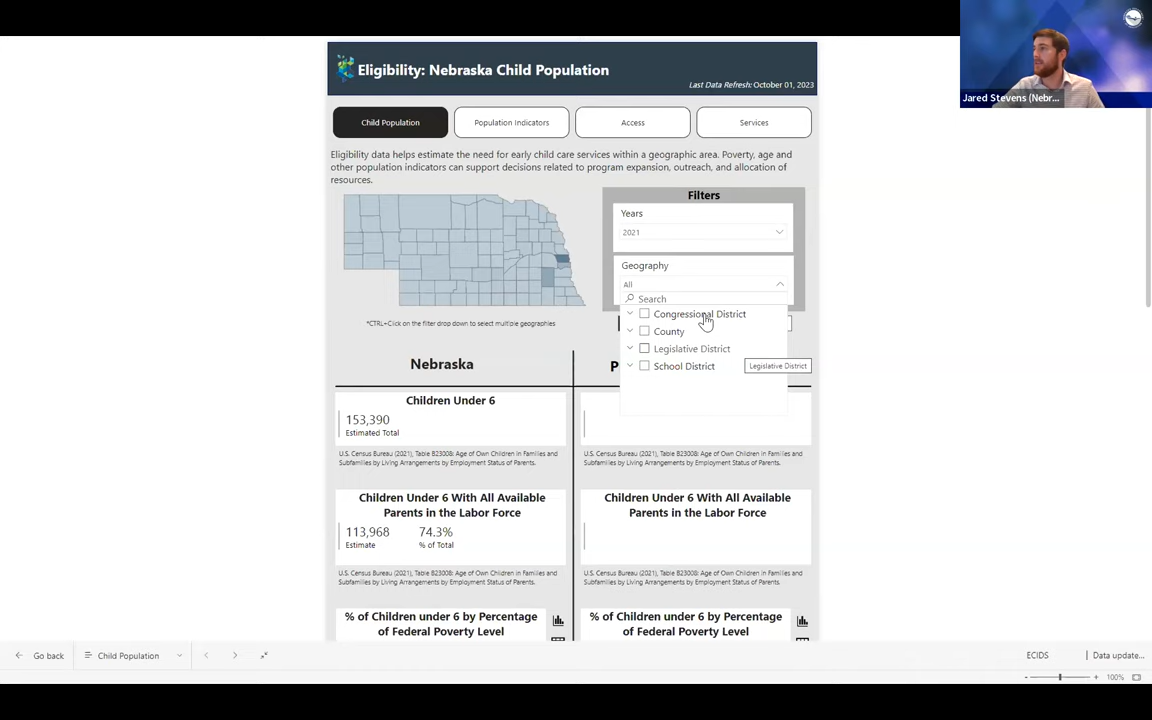 Eligibility: Nebraska Child Population
Last Data Refresh: October 01, 2023
Jared Stevens (Nebr...
Child Population
Population Indicators
Access
Services
Eligibility data helps estimate the need for early child care services within a geographic area. Poverty, age and
other population indicators can support decisions related to program expansion, outreach, and allocation of
resources.
Filters
Years
2021
Geography
All
Search
Congressional District
County
Legislative District
School District
Legislative District
*CTRL+Click on the filter drop down to select multiple geographies
Nebraska
P
Children Under 6
153,390
Estimated Total
U.S. Census Bureau (2021), Table B23008: Age of Own Children in Families and
Subfamilies by Living Arrangements by Employment Status of Parents.
U.S. Census Bureau (2021), Table B23008: Age of Own Children in Families and
Subfamilies by Living Arrangements by Employment Status of Parents.
Children Under 6 With All Available
Parents in the Labor Force
113,968
74.3%
Estimate
% of Total
Children Under 6 With All Available
Parents in the Labor Force
U.S. Census Bureau (2021), Table B23008: Age of Own Children in Families and
Subfamilies by Living Arrangements by Employment Status of Parents.
U.S. Census Bureau (2021), Table B23008: Age of Own Children in Families and
Subfamilies by Living Arrangements by Employment Status of Parents.
% of Children under 6 by Percentage
of Federal Poverty Level
% of Children under 6 by Percentage
of Federal Poverty Level
Go back
Child Population
ECIDS
Data update...
100%